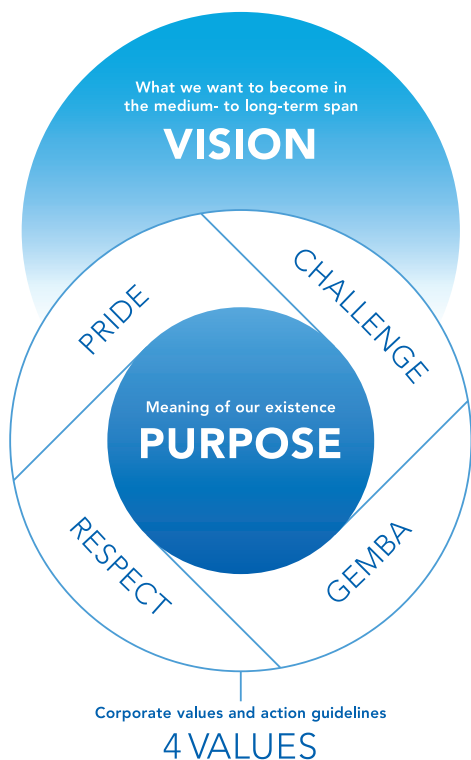 What we want to become in
the medium- to long-term span
VISION
PRIDE
CHALLENGE
Meaning of our existence
PURPOSE
RESPECT
GEMBA
Corporate values and action guidelines
4 VALUES